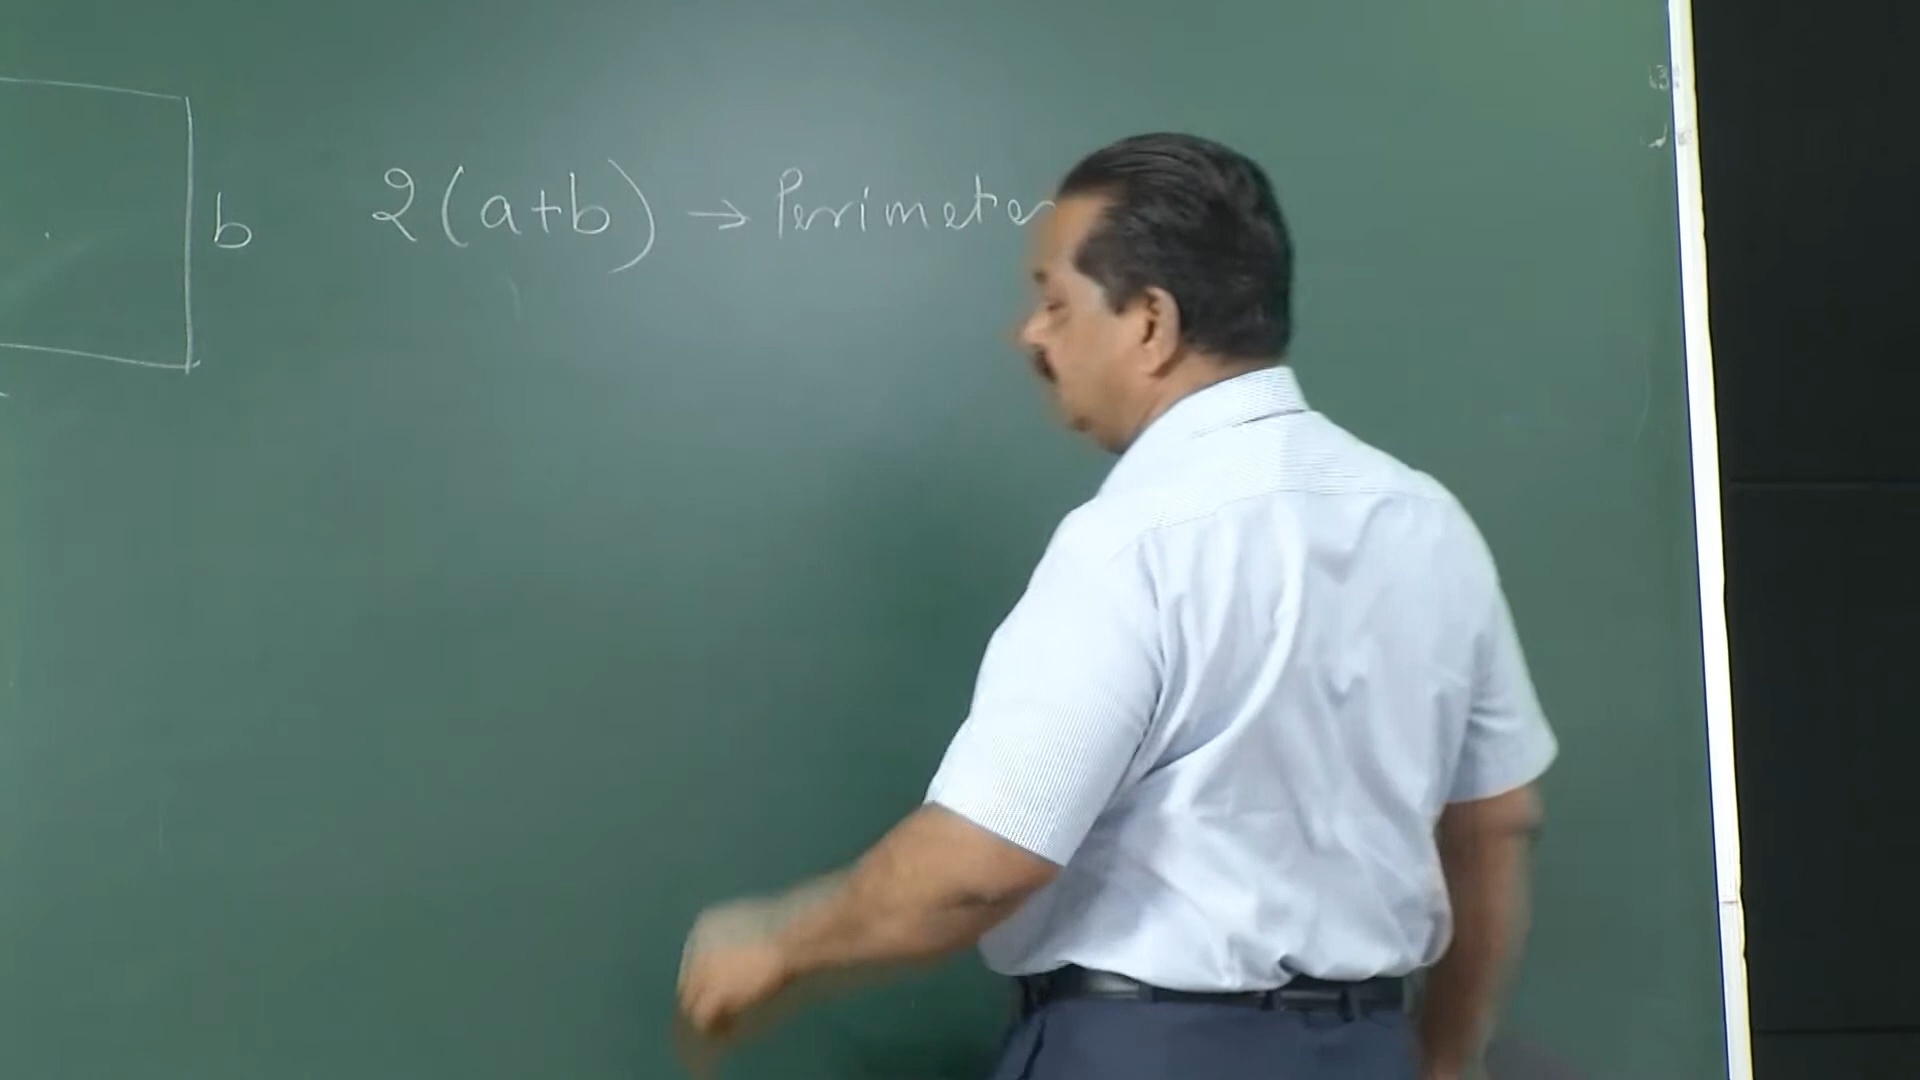 b 2(a+b) → Perimeter